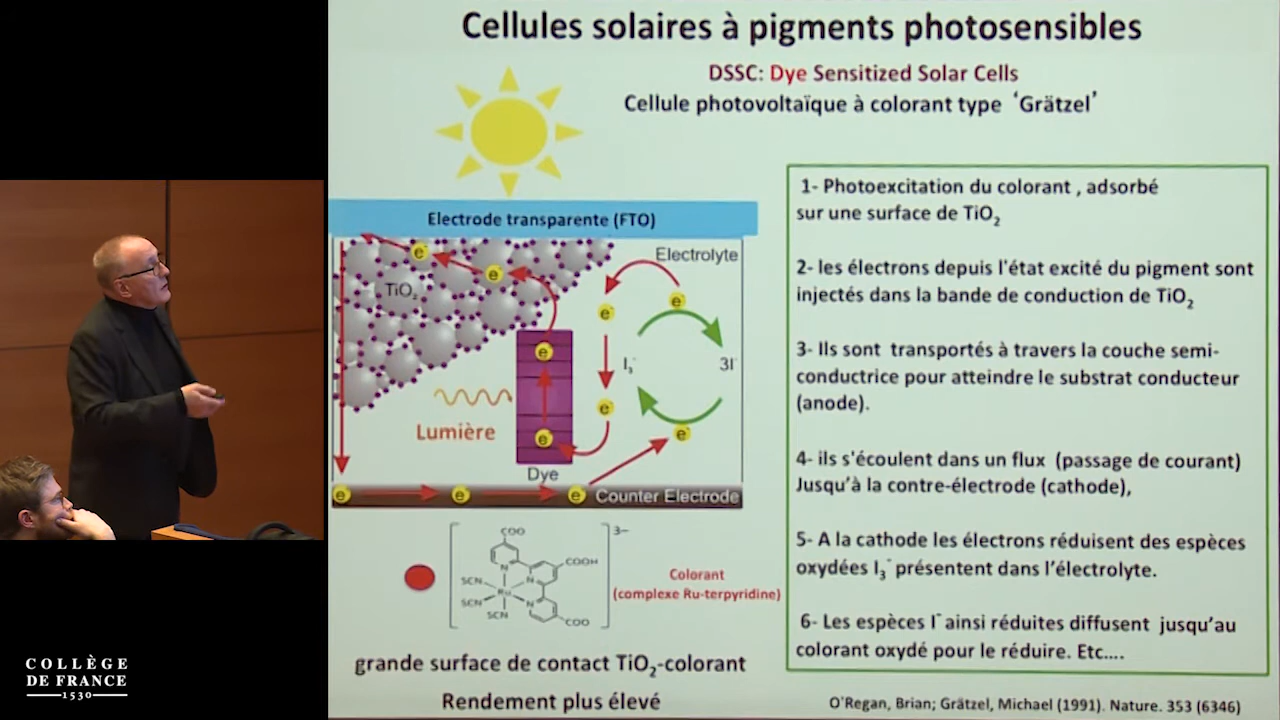 Cellules solaires à pigments photosensibles
DSSC: Dye Sensitized Solar Cells
Cellule photovoltaïque à colorant type ‘Grätzel’
Electrode transparente (FTO)
e⁻
e⁻
Electrolyte
TiO₂
e⁻
e⁻
e⁻
I₃⁻
3I⁻
e⁻
e⁻
Lumière
e⁻
e⁻
Dye
e⁻
e⁻
e⁻
Counter Electrode
COO
3−
COOH
N
SCN
N
Ru
SCN
N
SCN
COO
Colorant
(complexe Ru-terpyridine)
grande surface de contact TiO₂-colorant
Rendement plus élevé
1- Photoexcitation du colorant , adsorbé
sur une surface de TiO₂
2- les électrons depuis l'état excité du pigment sont
injectés dans la bande de conduction de TiO₂
3- Ils sont transportés à travers la couche semi-
conductrice pour atteindre le substrat conducteur
(anode).
4- ils s'écoulent dans un flux (passage de courant)
Jusqu’à la contre-électrode (cathode),
5- A la cathode les électrons réduisent des espèces
oxydées I₃⁻ présentent dans l’électrolyte.
6- Les espèces I⁻ ainsi réduites diffusent jusqu’au
colorant oxydé pour le réduire. Etc....
O'Regan, Brian; Grätzel, Michael (1991). Nature. 353 (6346)
COLLÈGE
DE FRANCE
1530